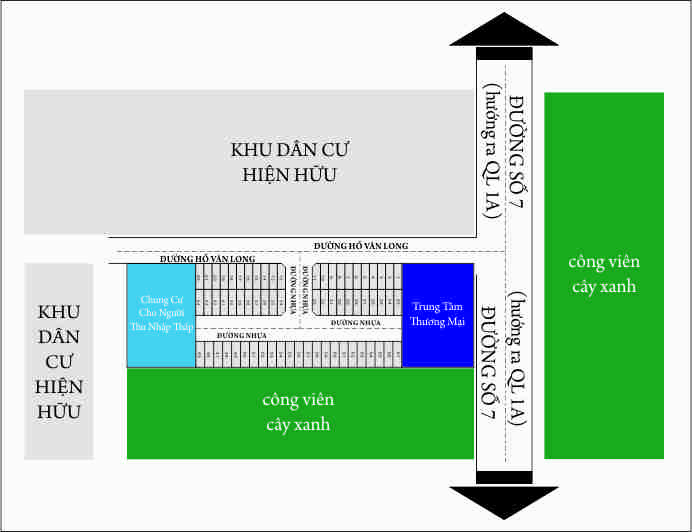 KHU DÂN CƯ
HIỆN HỮU
ĐƯỜNG SỐ 7
(hướng ra QL 1A)
ĐƯỜNG HỒ VĂN LONG
ĐƯỜNG HỒ VĂN LONG
ĐƯỜNG NHỰA
ĐƯỜNG NHỰA
KHU
DÂN
CƯ
HIỆN
HỮU
Chung Cư
Cho Người
Thu Nhập Thấp
Trung Tâm
Thương Mại
ĐƯỜNG NHỰA
ĐƯỜNG NHỰA
(hướng ra QL 1A)
ĐƯỜNG SỐ 7
công viên
cây xanh
công viên
cây xanh